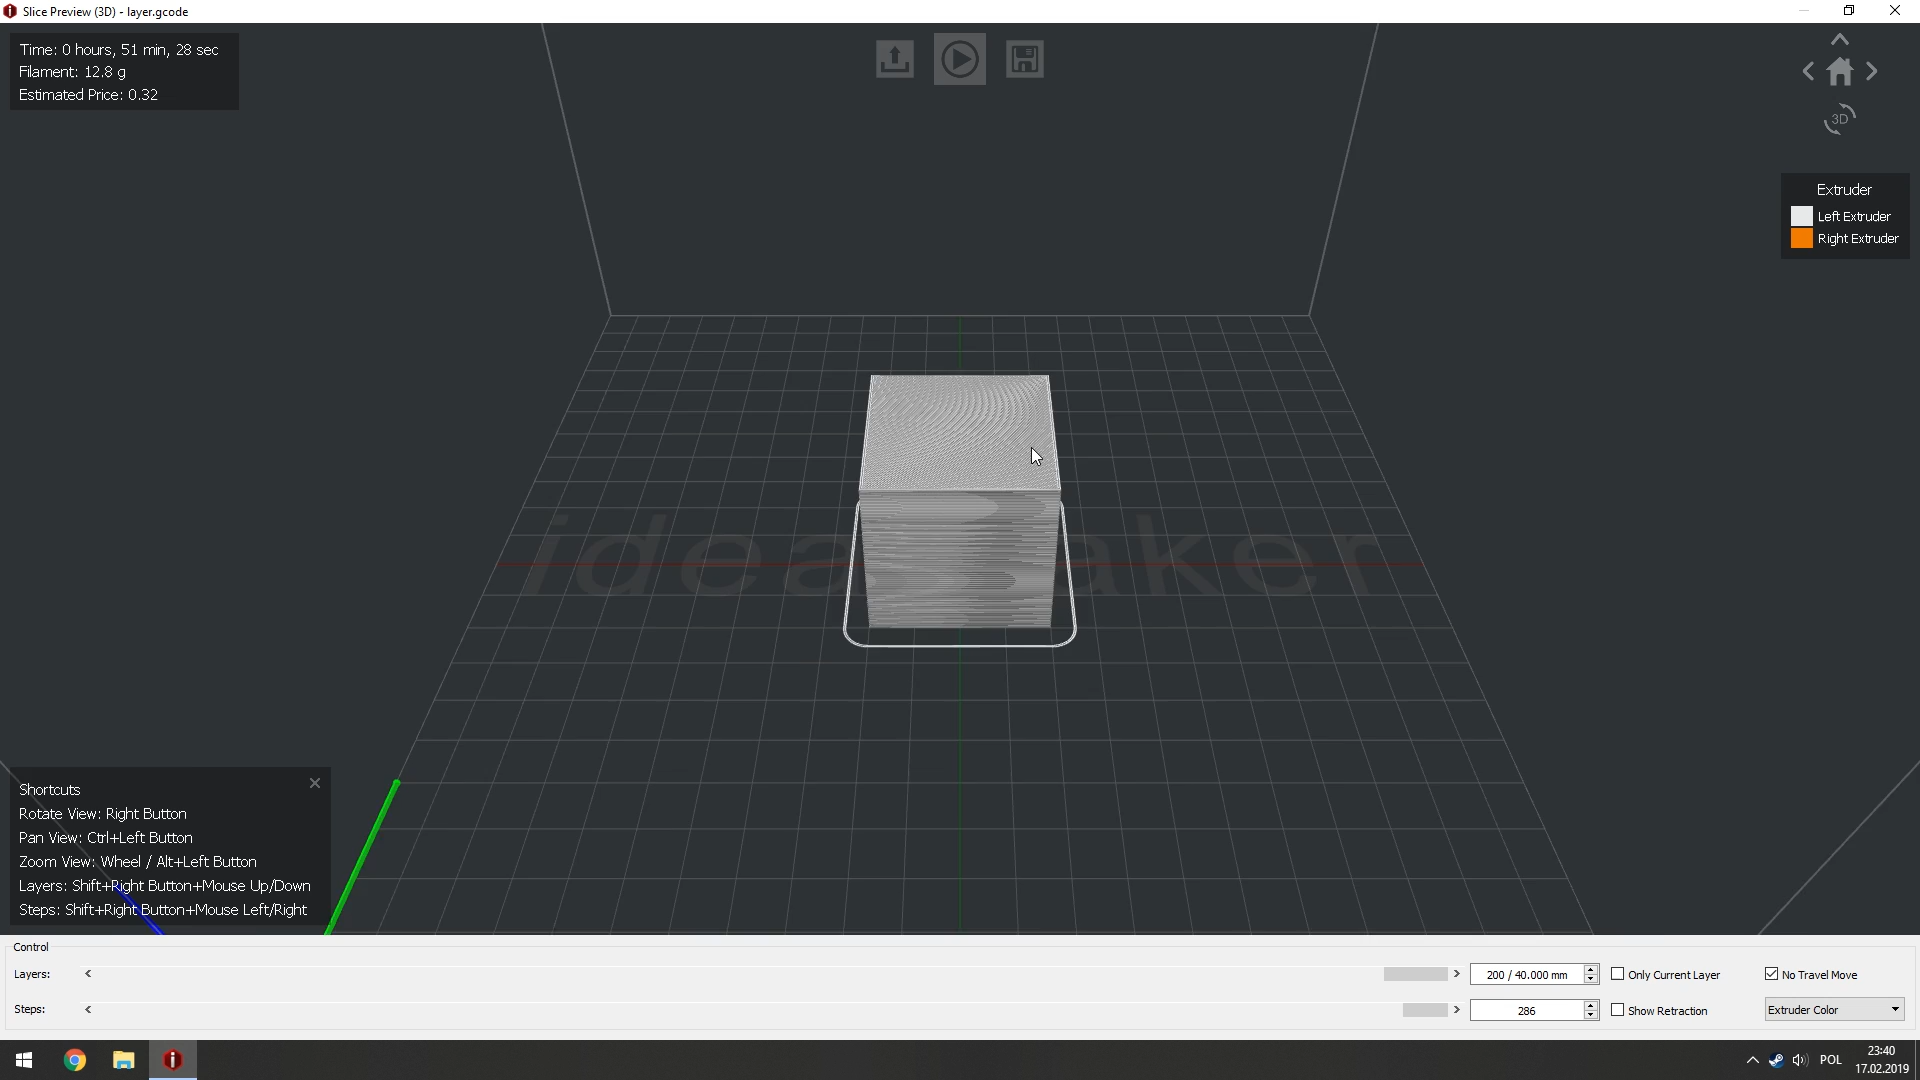 Slice Preview (3D) - layer.gcode
Time: 0 hours, 51 min, 28 sec
Filament: 12.8 g
Estimated Price: 0.32
3D
Extruder
Left Extruder
Right Extruder
idea aker
Shortcuts
Rotate View: Right Button
Pan View: Ctrl+Left Button
Zoom View: Wheel / Alt+Left Button
Layers: Shift+Right Button+Mouse Up/Down
Steps: Shift+Right Button+Mouse Left/Right
Control
Layers: 200 / 40.000 mm Only Current Layer No Travel Move
Steps: 286 Show Retraction Extruder Color
POL
23:40
17.02.2019